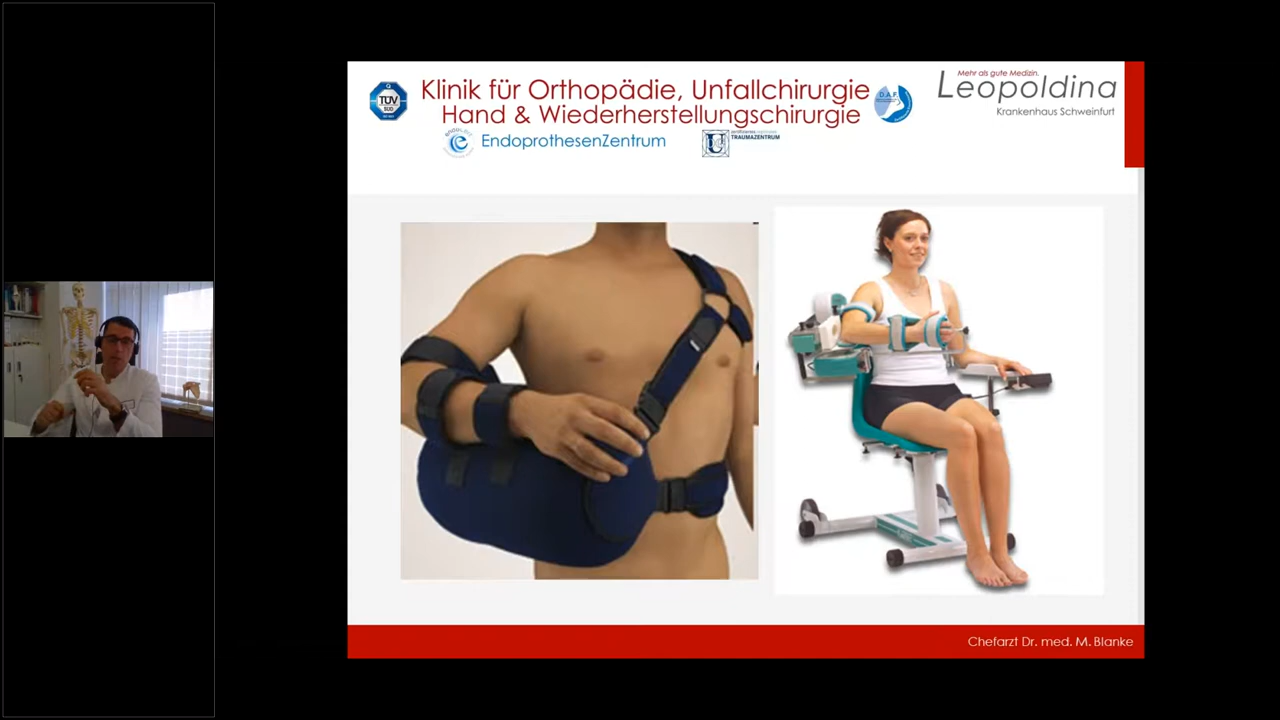 Klinik für Orthopädie, Unfallchirurgie
Hand & Wiederherstellungschirurgie
EndoprothesenZentrum
TÜV
SÜD
D.A.F.
TRAUMAZENTRUM
Mehr als gute Medizin.
Leopoldina
Krankenhaus Schweinfurt
Chefarzt Dr. med. M. Blanke